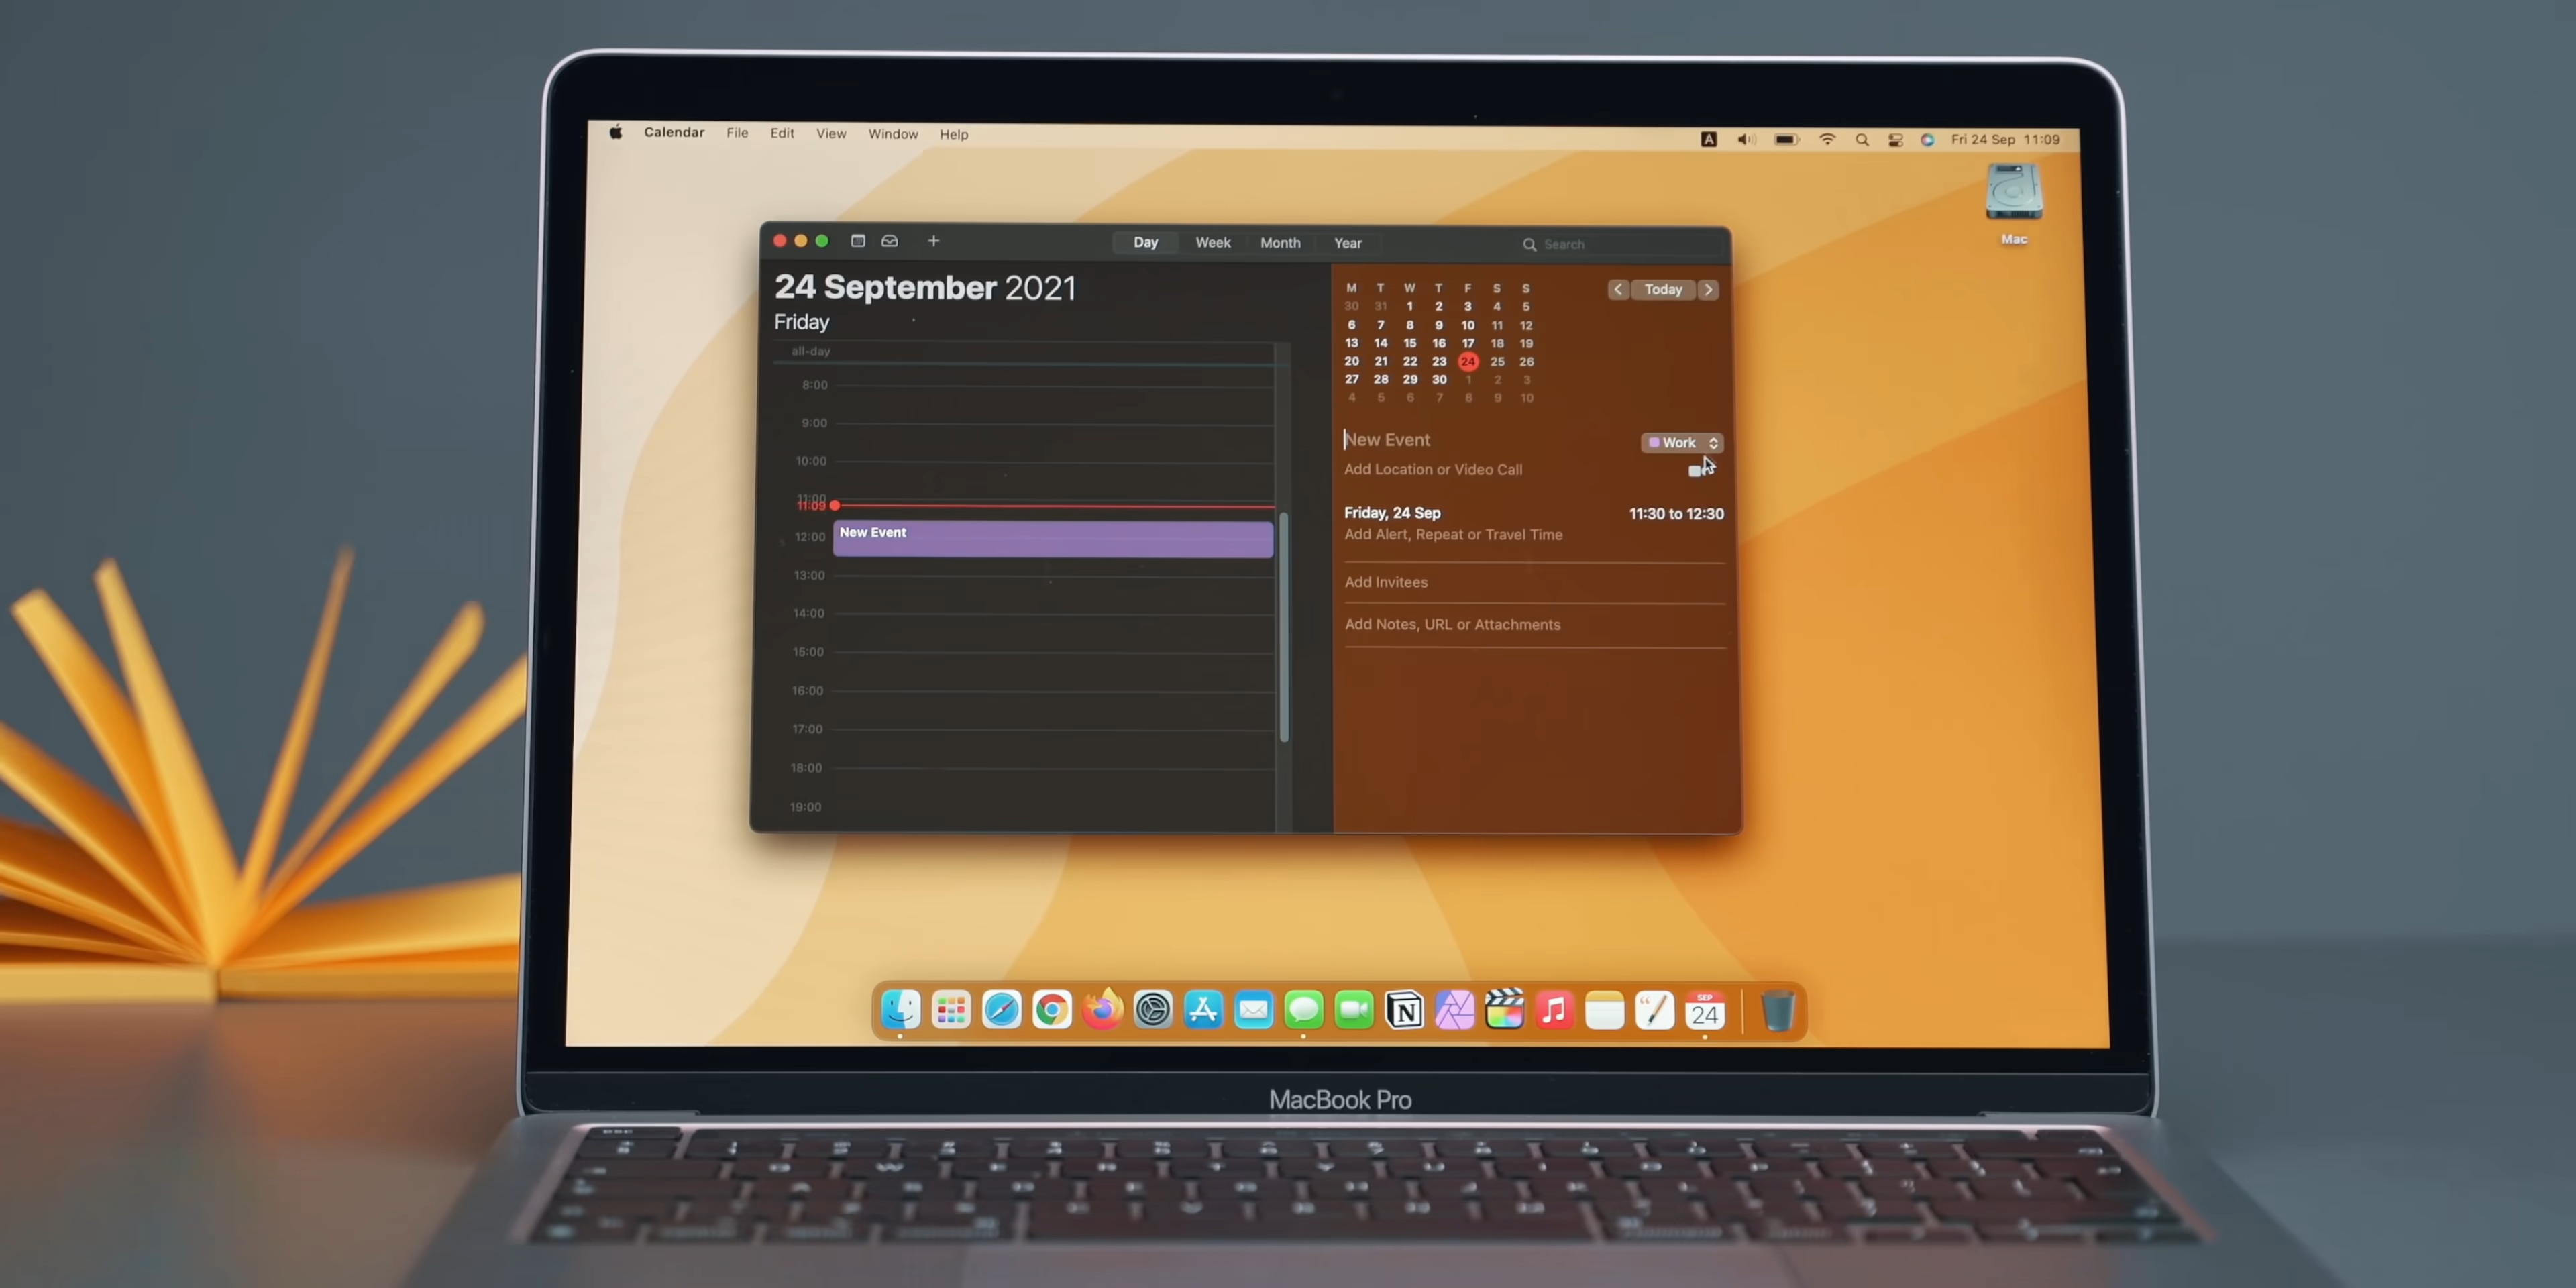 Calendar File Edit View Window Help
A Fri 24 Sep 11:09
Mac
Day Week Month Year Search
24 September 2021
Friday
all-day
8:00
9:00
10:00
11:00
11:09
12:00
New Event
13:00
14:00
15:00
16:00
17:00
18:00
19:00
M T W T F S S
30 31 1 2 3 4 5
6 7 8 9 10 11 12
13 14 15 16 17 18 19
20 21 22 23 24 25 26
27 28 29 30 1 2 3
4 5 6 7 8 9 10
Today
New Event
Work
Add Location or Video Call
Friday, 24 Sep 11:30 to 12:30
Add Alert, Repeat or Travel Time
Add Invitees
Add Notes, URL or Attachments
N
SEP
24
MacBook Pro